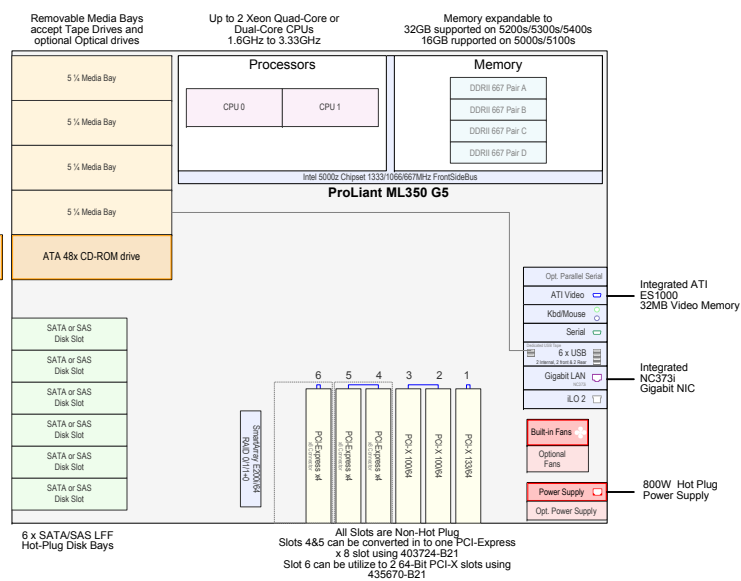 Removable Media Bays
accept Tape Drives and
optional Optical drives
Up to 2 Xeon Quad-Core or
Dual-Core CPUs
1.6GHz to 3.33GHz
Memory expandable to
32GB supported on 5200s/5300s/5400s
16GB rupported on 5000s/5100s
5 ¼ Media Bay
5 ¼ Media Bay
5 ¼ Media Bay
5 ¼ Media Bay
ATA 48x CD-ROM drive
Processors
CPU 0
CPU 1
Memory
DDRII 667 Pair A
DDRII 667 Pair B
DDRII 667 Pair C
DDRII 667 Pair D
Intel 5000z Chipset 1333/1066/667MHz FrontSideBus
ProLiant ML350 G5
Opt. Parallel Serial
ATI Video
Kbd/Mouse
Serial
6 x USB
2 Internal, 2 front & 2 Rear
Gigabit LAN
NC373i
iLO 2
Integrated ATI
ES1000
32MB Video Memory
Integrated
NC373i
Gigabit NIC
Built-in Fans
Optional
Fans
Power Supply
Opt. Power Supply
800W Hot Plug
Power Supply
SATA or SAS
Disk Slot
SATA or SAS
Disk Slot
SATA or SAS
Disk Slot
SATA or SAS
Disk Slot
SATA or SAS
Disk Slot
SATA or SAS
Disk Slot
6 x SATA/SAS LFF
Hot-Plug Disk Bays
SmartArray E200i/64
RAID 0/1/1+0
6
5
4
3
2
1
PCI-Express x4
x8 Connector
PCI-Express x4
x8 Connector
PCI-Express x4
x8 Connector
PCI-X 100/64
PCI-X 100/64
PCI-X 133/64
All Slots are Non-Hot Plug
Slots 4&5 can be converted in to one PCI-Express
x 8 slot using 403724-B21
Slot 6 can be utilize to 2 64-Bit PCI-X slots using
435670-B21